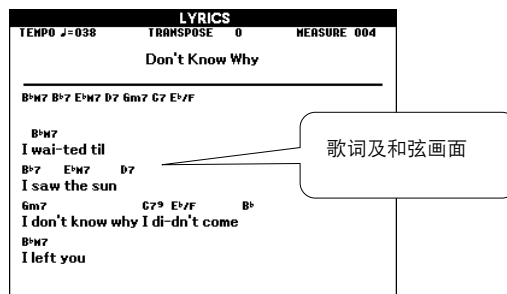 LYRICS
TEMPO ♩=038 TRANSPOSE 0 MEASURE 004
Don't Know Why
B♭M7 B♭7 E♭M7 D7 Gm7 C7 E♭/F
B♭M7
I wai-ted til
B♭7 E♭M7 D7
I saw the sun
Gm7 C7⁹ E♭/F B♭
I don't know why I di-dn't come
B♭M7
I left you
歌词及和弦画面